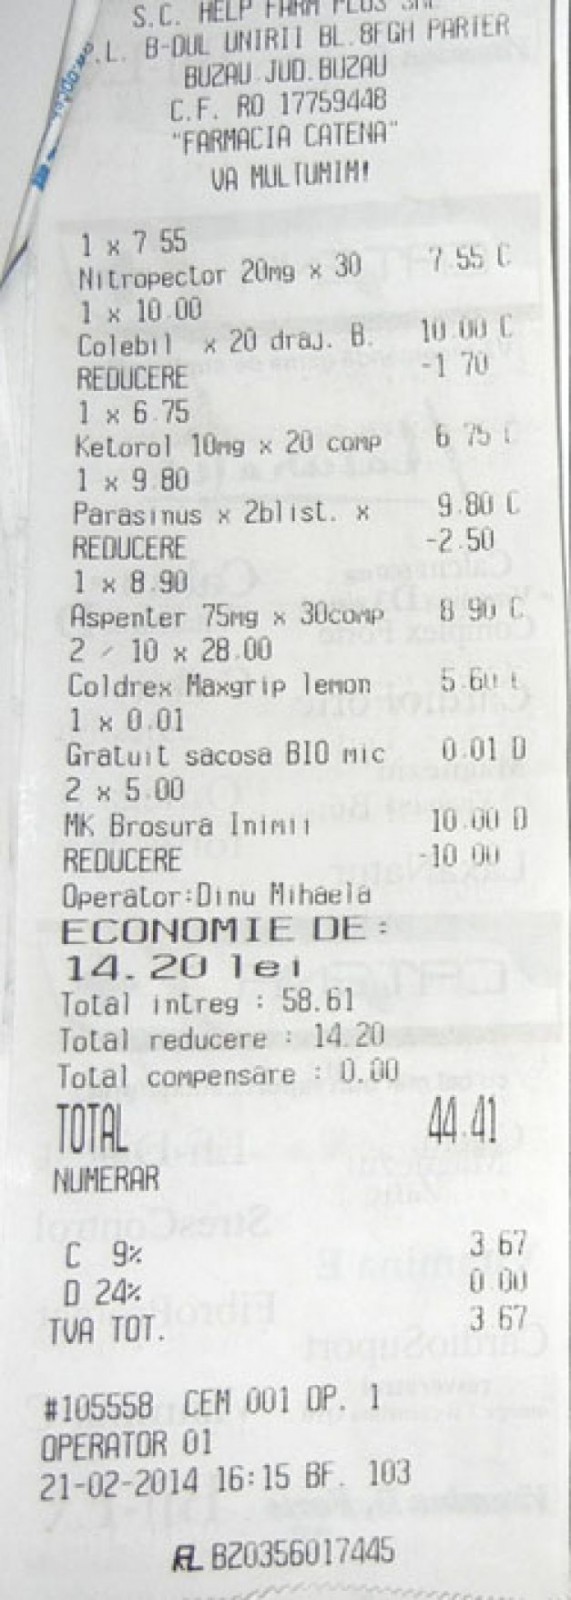 S.C. HELP FARM PLUS SRL
.L. B-DUL UNIRII BL.8FGH PARTER
BUZAU JUD.BUZAU
C.F. RO 17759448
"FARMACIA CATENA"
VA MULTUMIM!
1 x 7 55
Nitropector 20mg x 30 7.55 C
1 x 10.00
Colebil x 20 draj. B. 10.00 C
REDUCERE -1 70
1 x 6.75
Ketorol 10mg x 20 comp 6 75 C
1 x 9.80
Parasinus x 2blist. x 9.80 C
REDUCERE -2.50
1 x 8.90
Aspenter 75mg x 30comp 8 90 C
2 / 10 x 28.00
Coldrex Maxgrip lemon 5.60 C
1 x 0.01
Gratuit sacosa BIO mic 0.01 D
2 x 5.00
MK Brosura Inimii 10.00 D
REDUCERE -10 00
Operator:Dinu Mihaela
ECONOMIE DE:
14.20 lei
Total intreg : 58.61
Total reducere : 14.20
Total compensare : 0.00
TOTAL 44.41
NUMERAR
C 9% 3 67
D 24% 0 00
TVA TOT. 3.67
#105558 CEM 001 OP. 1
OPERATOR 01
21-02-2014 16:15 BF. 103
BZ0356017445